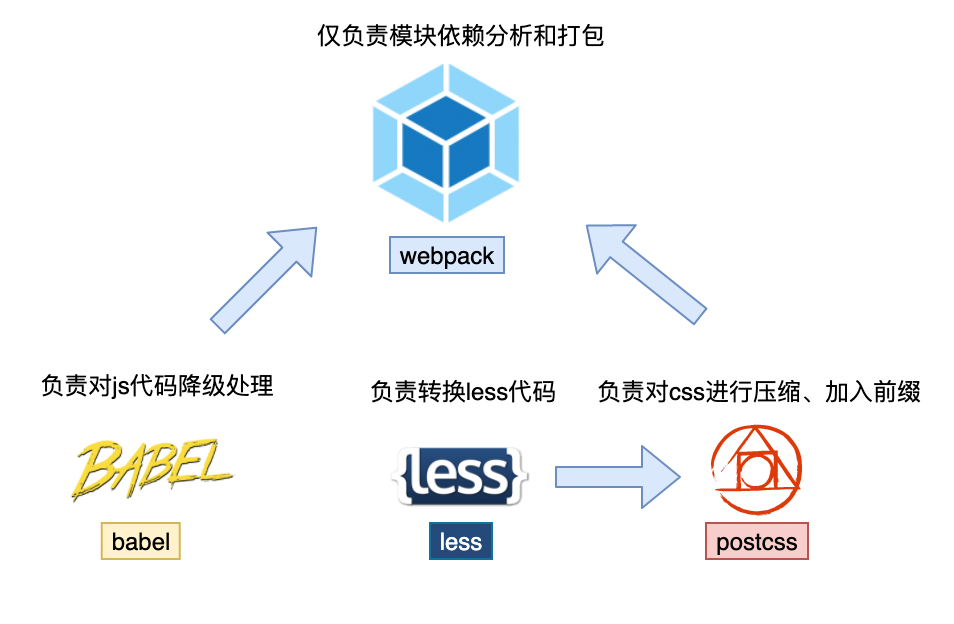 仅负责模块依赖分析和打包
webpack
负责对js代码降级处理
负责转换less代码
负责对css进行压缩、加入前缀
BABEL
{less}
babel
less
postcss